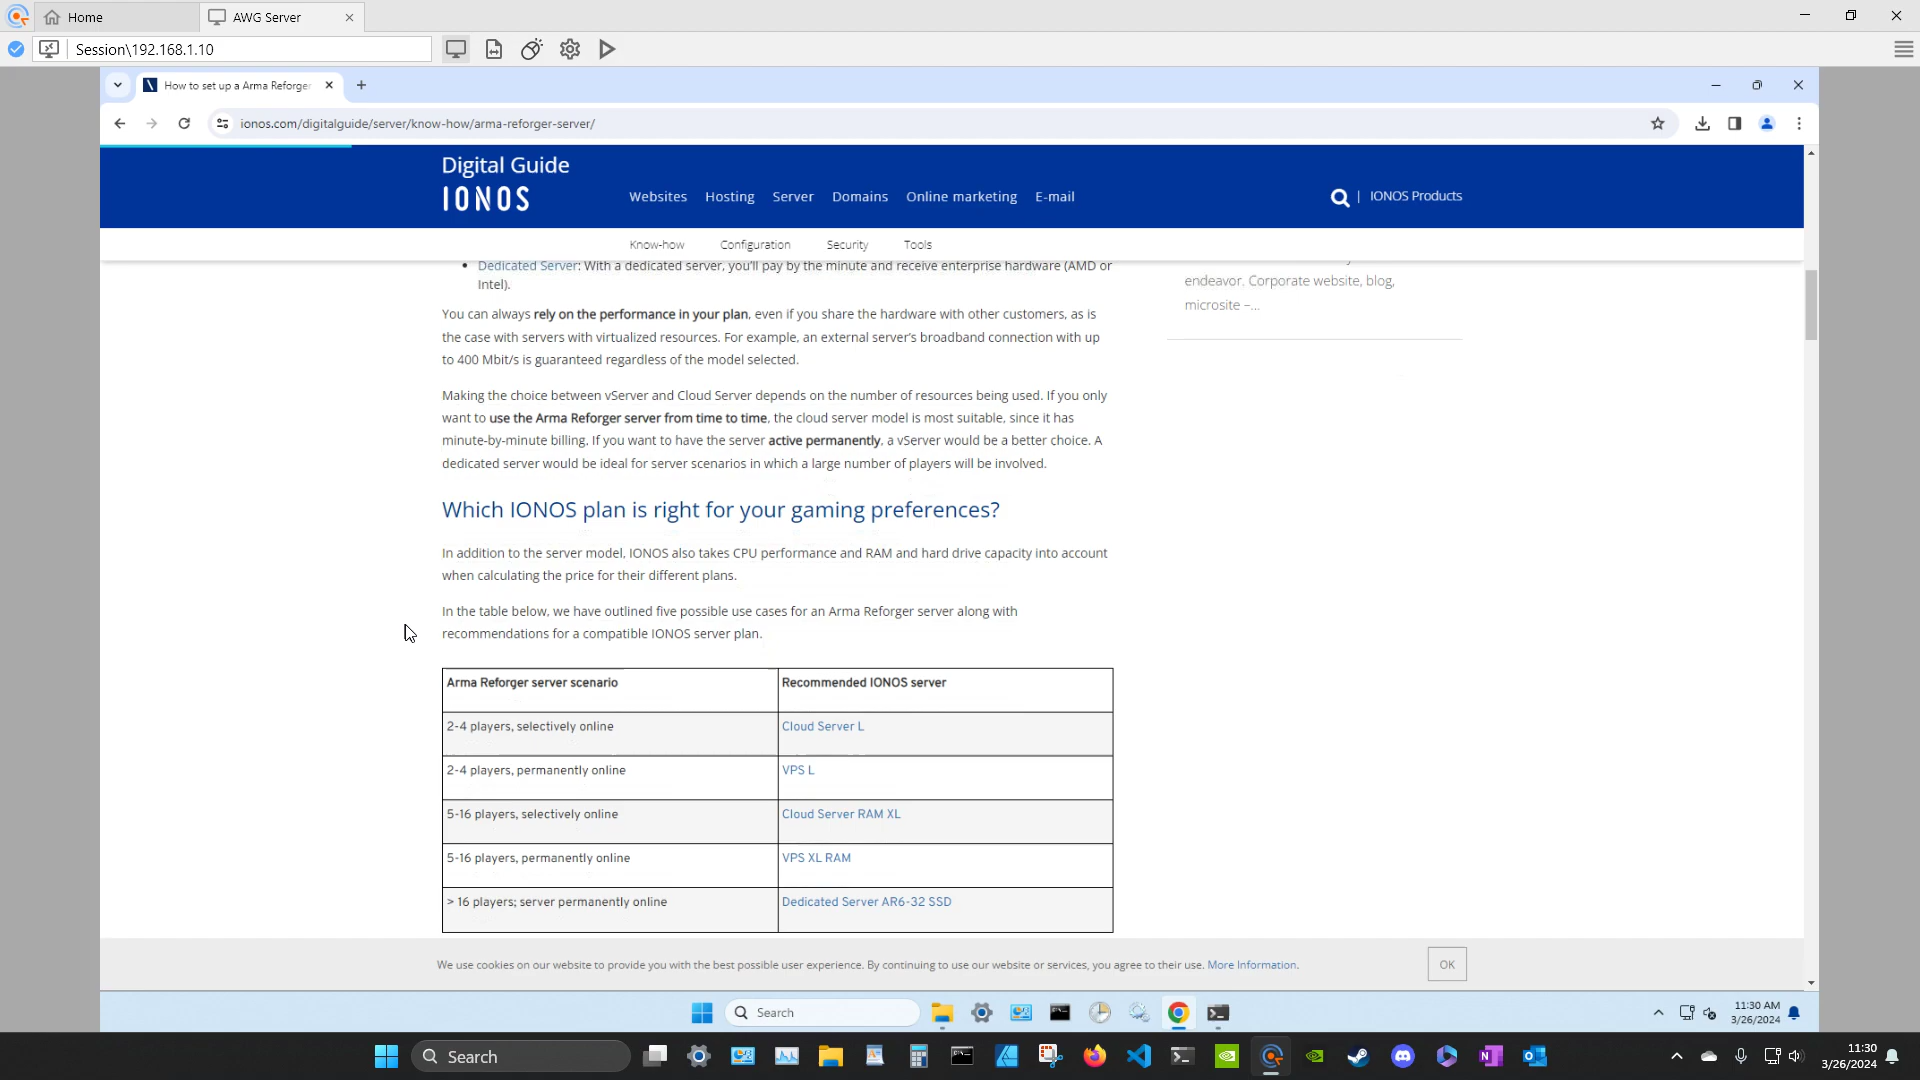 Home
AWG Server
Session\192.168.1.10
How to set up a Arma Reforger
ionos.com/digitalguide/server/know-how/arma-reforger-server/
Digital Guide
IONOS
Websites Hosting Server Domains Online marketing E-mail
IONOS Products
Know-how Configuration Security Tools
• Dedicated Server: With a dedicated server, you'll pay by the minute and receive enterprise hardware (AMD or
Intel).
endeavor. Corporate website, blog,
microsite –...
You can always rely on the performance in your plan, even if you share the hardware with other customers, as is
the case with servers with virtualized resources. For example, an external server's broadband connection with up
to 400 Mbit/s is guaranteed regardless of the model selected.
Making the choice between vServer and Cloud Server depends on the number of resources being used. If you only
want to use the Arma Reforger server from time to time, the cloud server model is most suitable, since it has
minute-by-minute billing. If you want to have the server active permanently, a vServer would be a better choice. A
dedicated server would be ideal for server scenarios in which a large number of players will be involved.
Which IONOS plan is right for your gaming preferences?
In addition to the server model, IONOS also takes CPU performance and RAM and hard drive capacity into account
when calculating the price for their different plans.
In the table below, we have outlined five possible use cases for an Arma Reforger server along with
recommendations for a compatible IONOS server plan.
Arma Reforger server scenario Recommended IONOS server
2-4 players, selectively online Cloud Server L
2-4 players, permanently online VPS L
5-16 players, selectively online Cloud Server RAM XL
5-16 players, permanently online VPS XL RAM
> 16 players; server permanently online Dedicated Server AR6-32 SSD
We use cookies on our website to provide you with the best possible user experience. By continuing to use our website or services, you agree to their use. More Information.
OK
Search
11:30 AM
3/26/2024
Search
11:30
3/26/2024